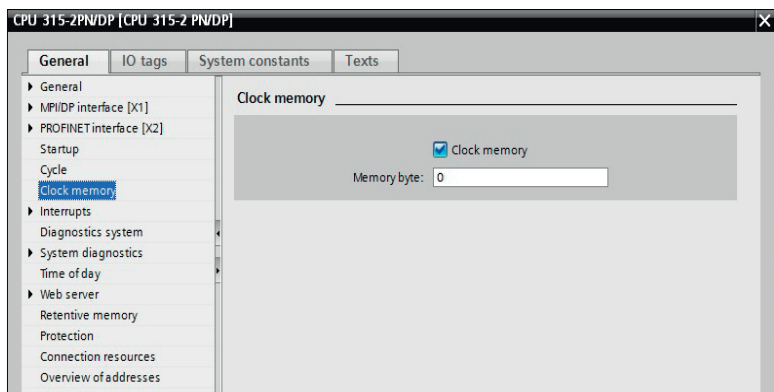 CPU 315-2PN/DP [CPU 315-2 PN/DP]
General
IO tags
System constants
Texts
General
MPI/DP interface [X1]
PROFINET interface [X2]
Startup
Cycle
Clock memory
Interrupts
Diagnostics system
System diagnostics
Time of day
Web server
Retentive memory
Protection
Connection resources
Overview of addresses
Clock memory
Clock memory
Memory byte: 0